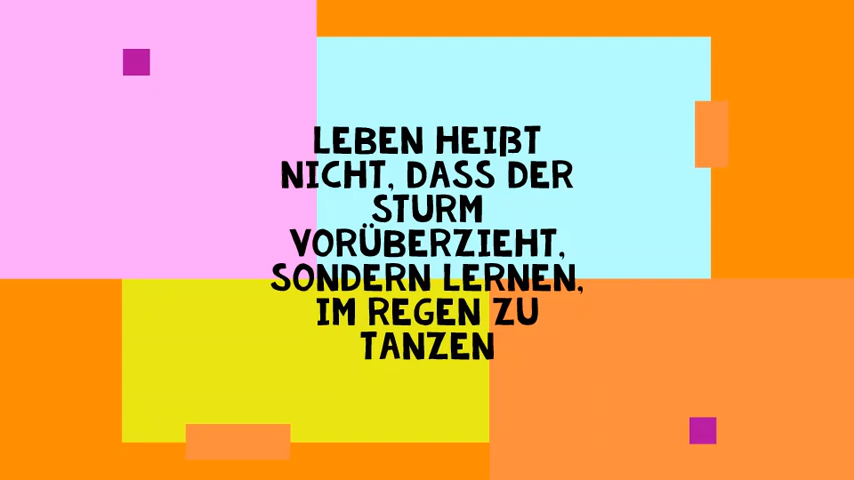 LEBEN HEIßT
NICHT, DASS DER
STURM
VORÜBERZIEHT,
SONDERN LERNEN,
IM REGEN ZU
TANZEN